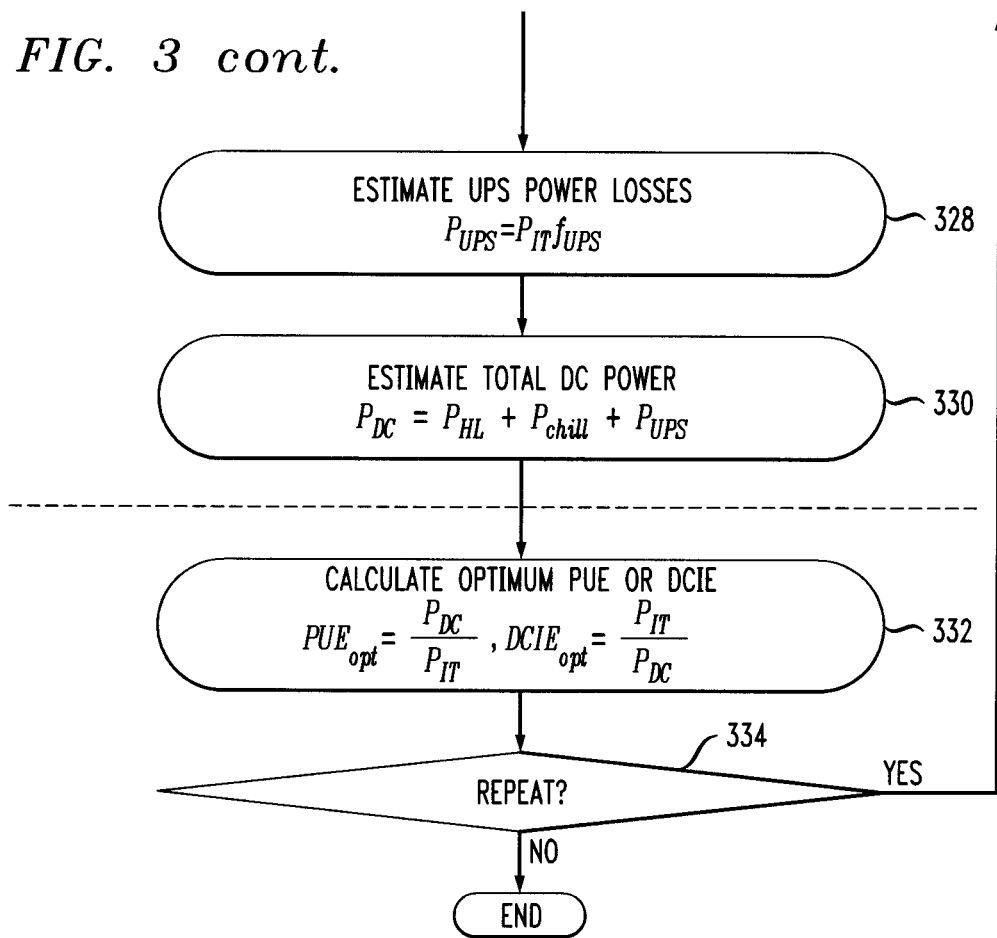 FIG. 3 cont.
ESTIMATE UPS POWER LOSSES
P_UPS=P_IT f_UPS
328
ESTIMATE TOTAL DC POWER
P_DC = P_HL + P_chill + P_UPS
330
CALCULATE OPTIMUM PUE OR DCIE
PUE_opt = P_DC / P_IT , DCIE_opt = P_IT / P_DC
332
334
REPEAT?
YES
NO
END